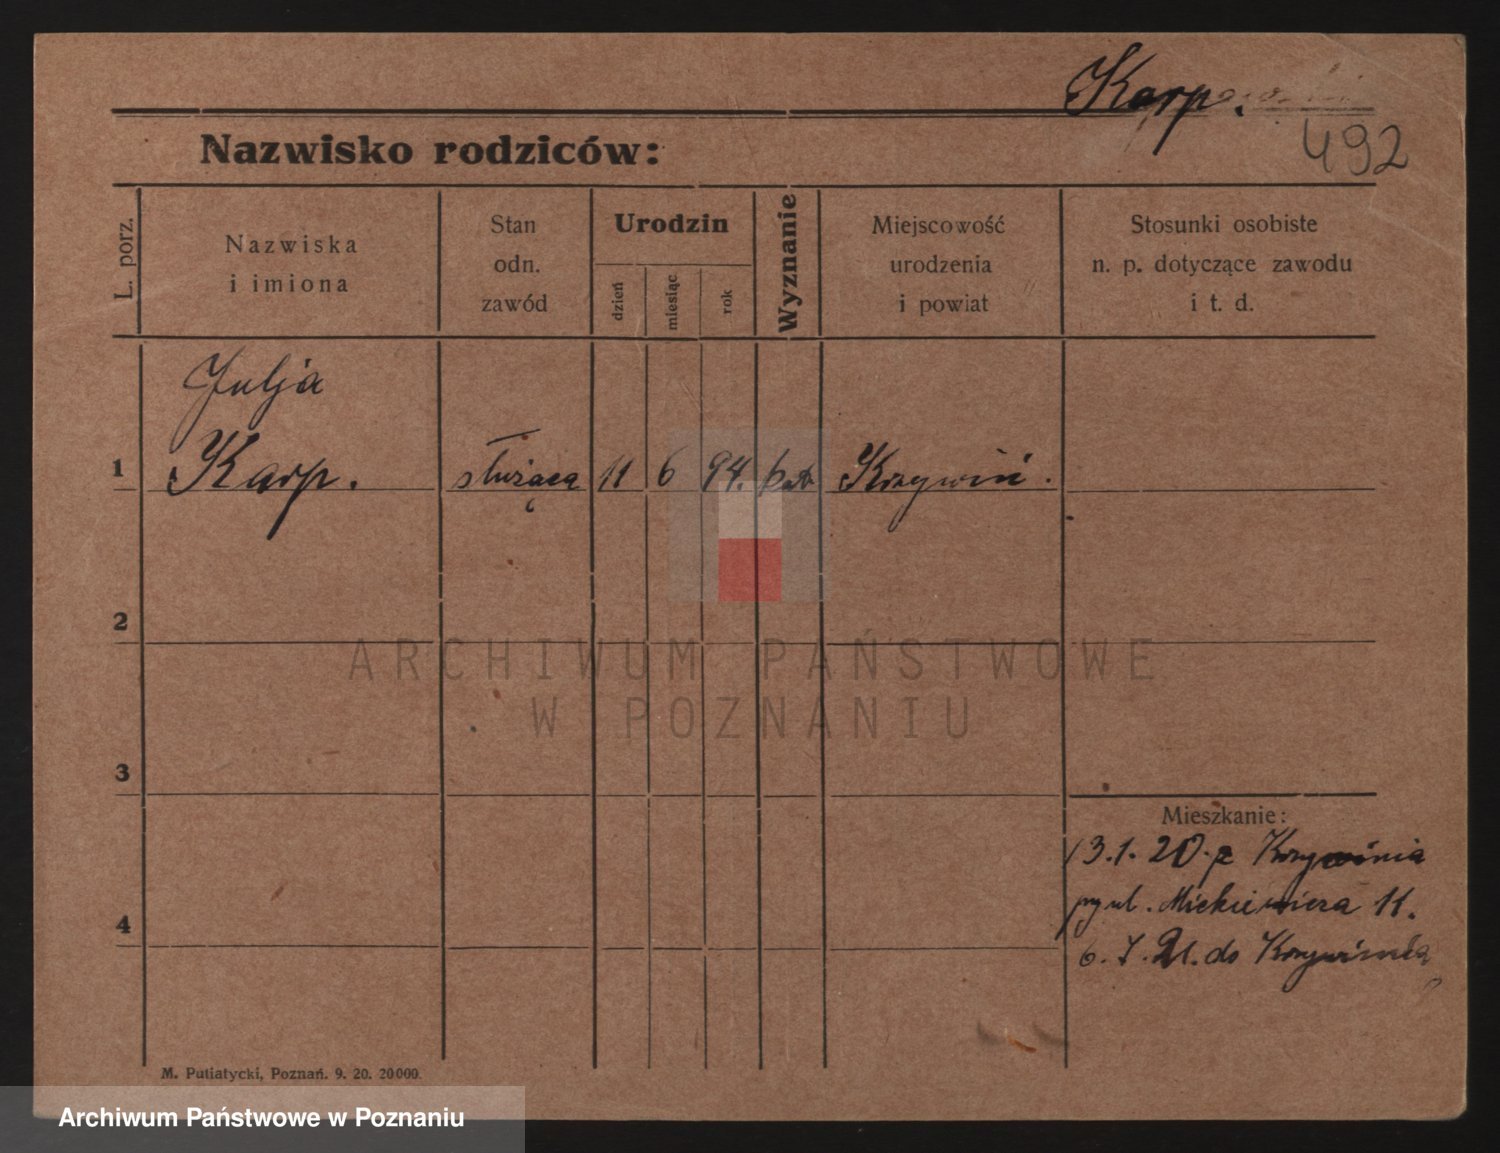 Karp.
492
Nazwisko rodziców:
L. porz.
Nazwiska
i imiona
Stan
odn.
zawód
Urodzin
dzień
miesiąc
rok
Wyznanie
Miejscowość
urodzenia
i powiat
Stosunki osobiste
n. p. dotyczące zawodu
i t. d.
Julja
1 Karp. służąca 11 6 94. kat Krzywiń.
2
ARCHIWUM PAŃSTWOWE
W POZNANIU
3
Mieszkanie:
13.1.20. z Krzywinia
4
11.
6. 21. do
M. Putiatycki, Poznań. 9. 20. 20000.
Archiwum Państwowe w Poznaniu